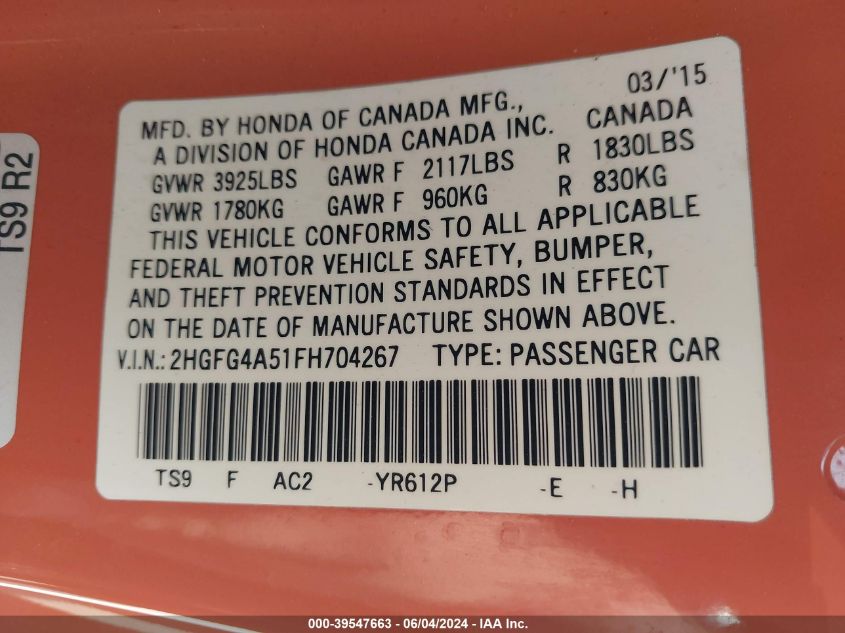 03/'15
MFD. BY HONDA OF CANADA MFG., CANADA
A DIVISION OF HONDA CANADA INC.
GVWR 3925LBS GAWR F 2117LBS R 1830LBS
GVWR 1780KG GAWR F 960KG R 830KG
THIS VEHICLE CONFORMS TO ALL APPLICABLE
FEDERAL MOTOR VEHICLE SAFETY, BUMPER,
AND THEFT PREVENTION STANDARDS IN EFFECT
ON THE DATE OF MANUFACTURE SHOWN ABOVE.
V.I.N.: 2HGFG4A51FH704267 TYPE: PASSENGER CAR
TS9 F AC2 -YR612P -E -H
TS9 R2
000-39547663 - 06/04/2024 - IAA Inc.